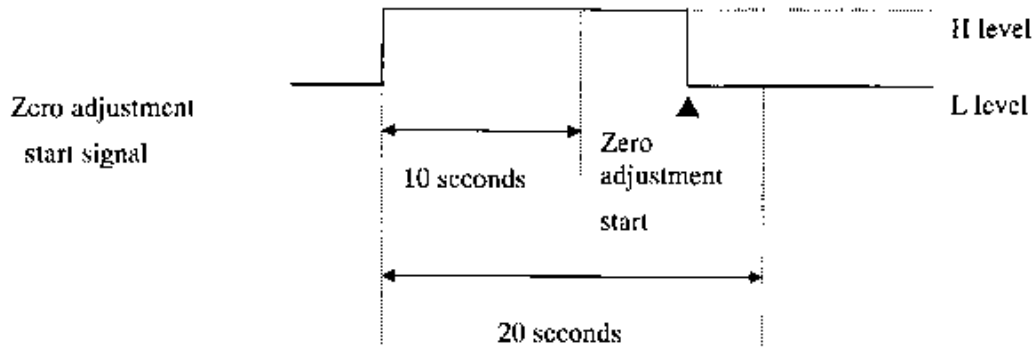 H level
L level
Zero adjustment
start signal
10 seconds
Zero
adjustment
start
20 seconds